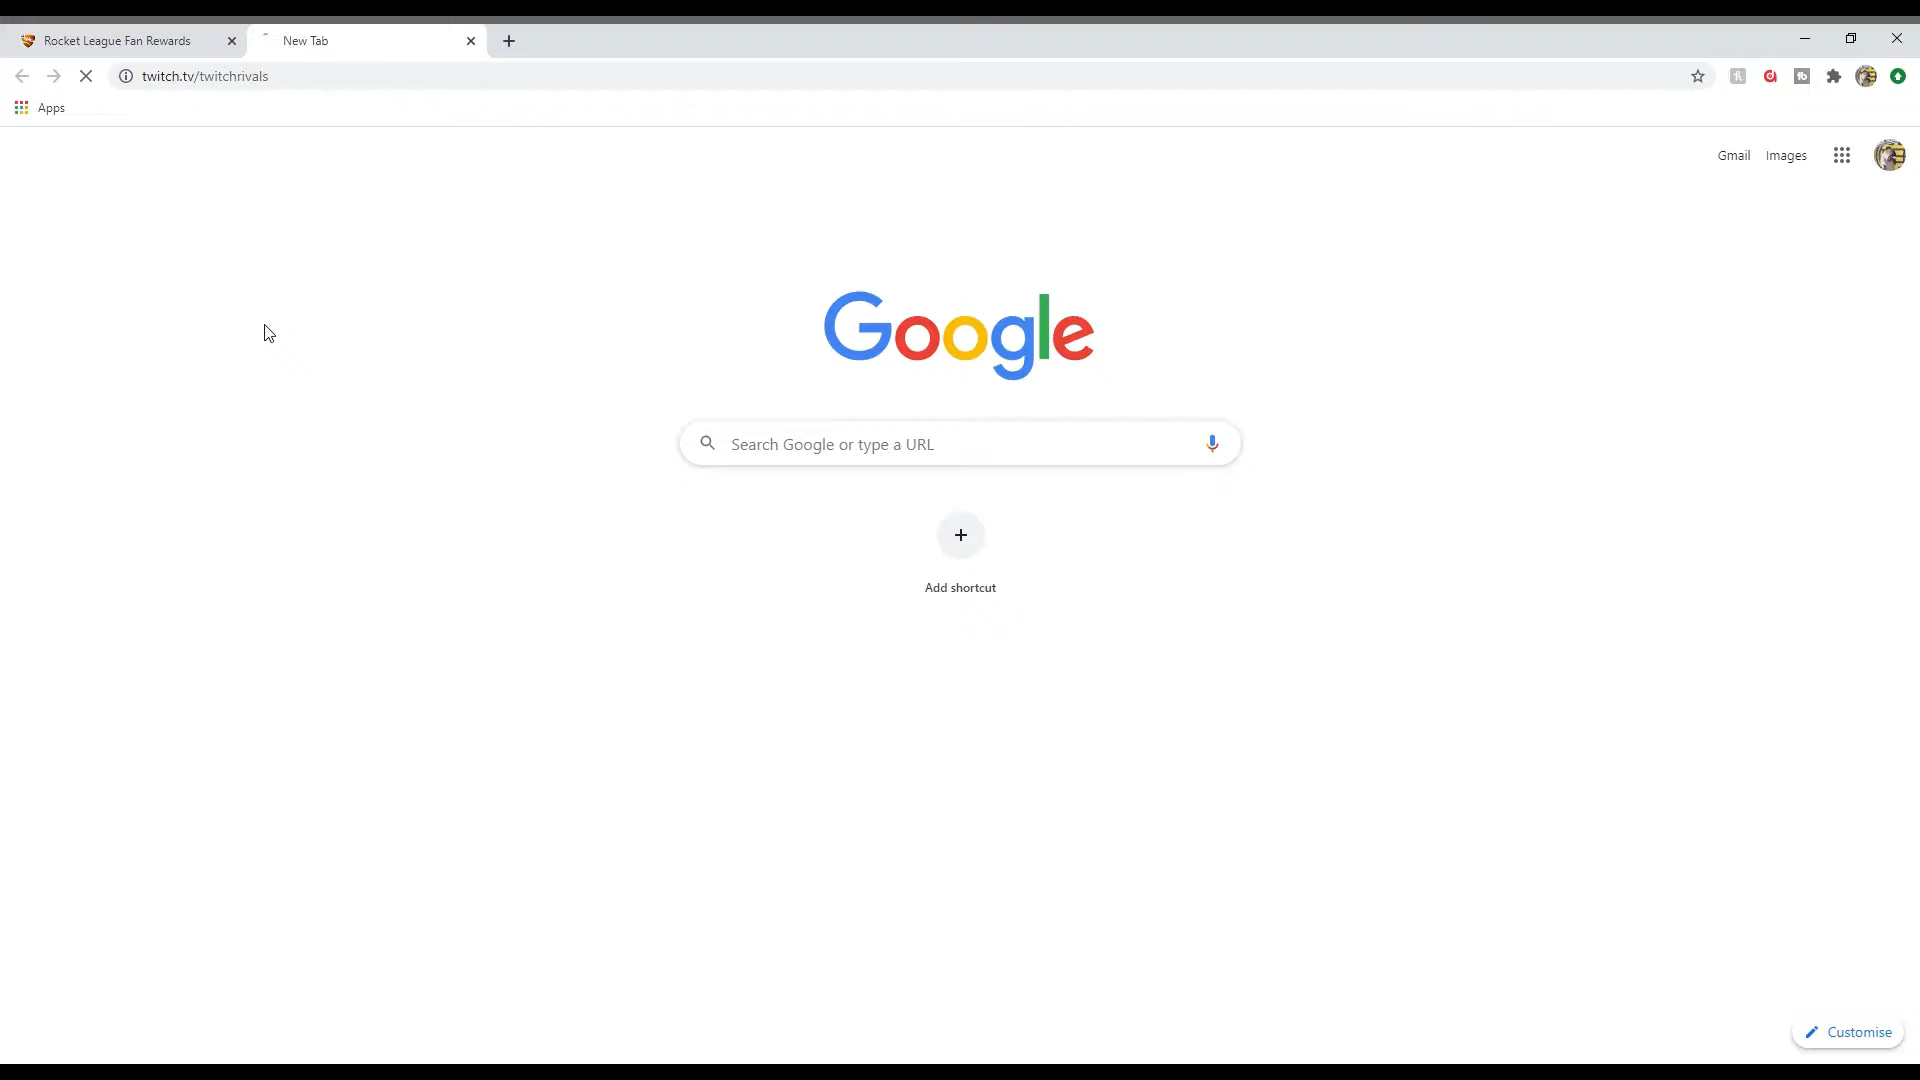 Rocket League Fan Rewards
New Tab
twitch.tv/twitchrivals
Apps
Gmail Images
Google
Search Google or type a URL
Add shortcut
Customise